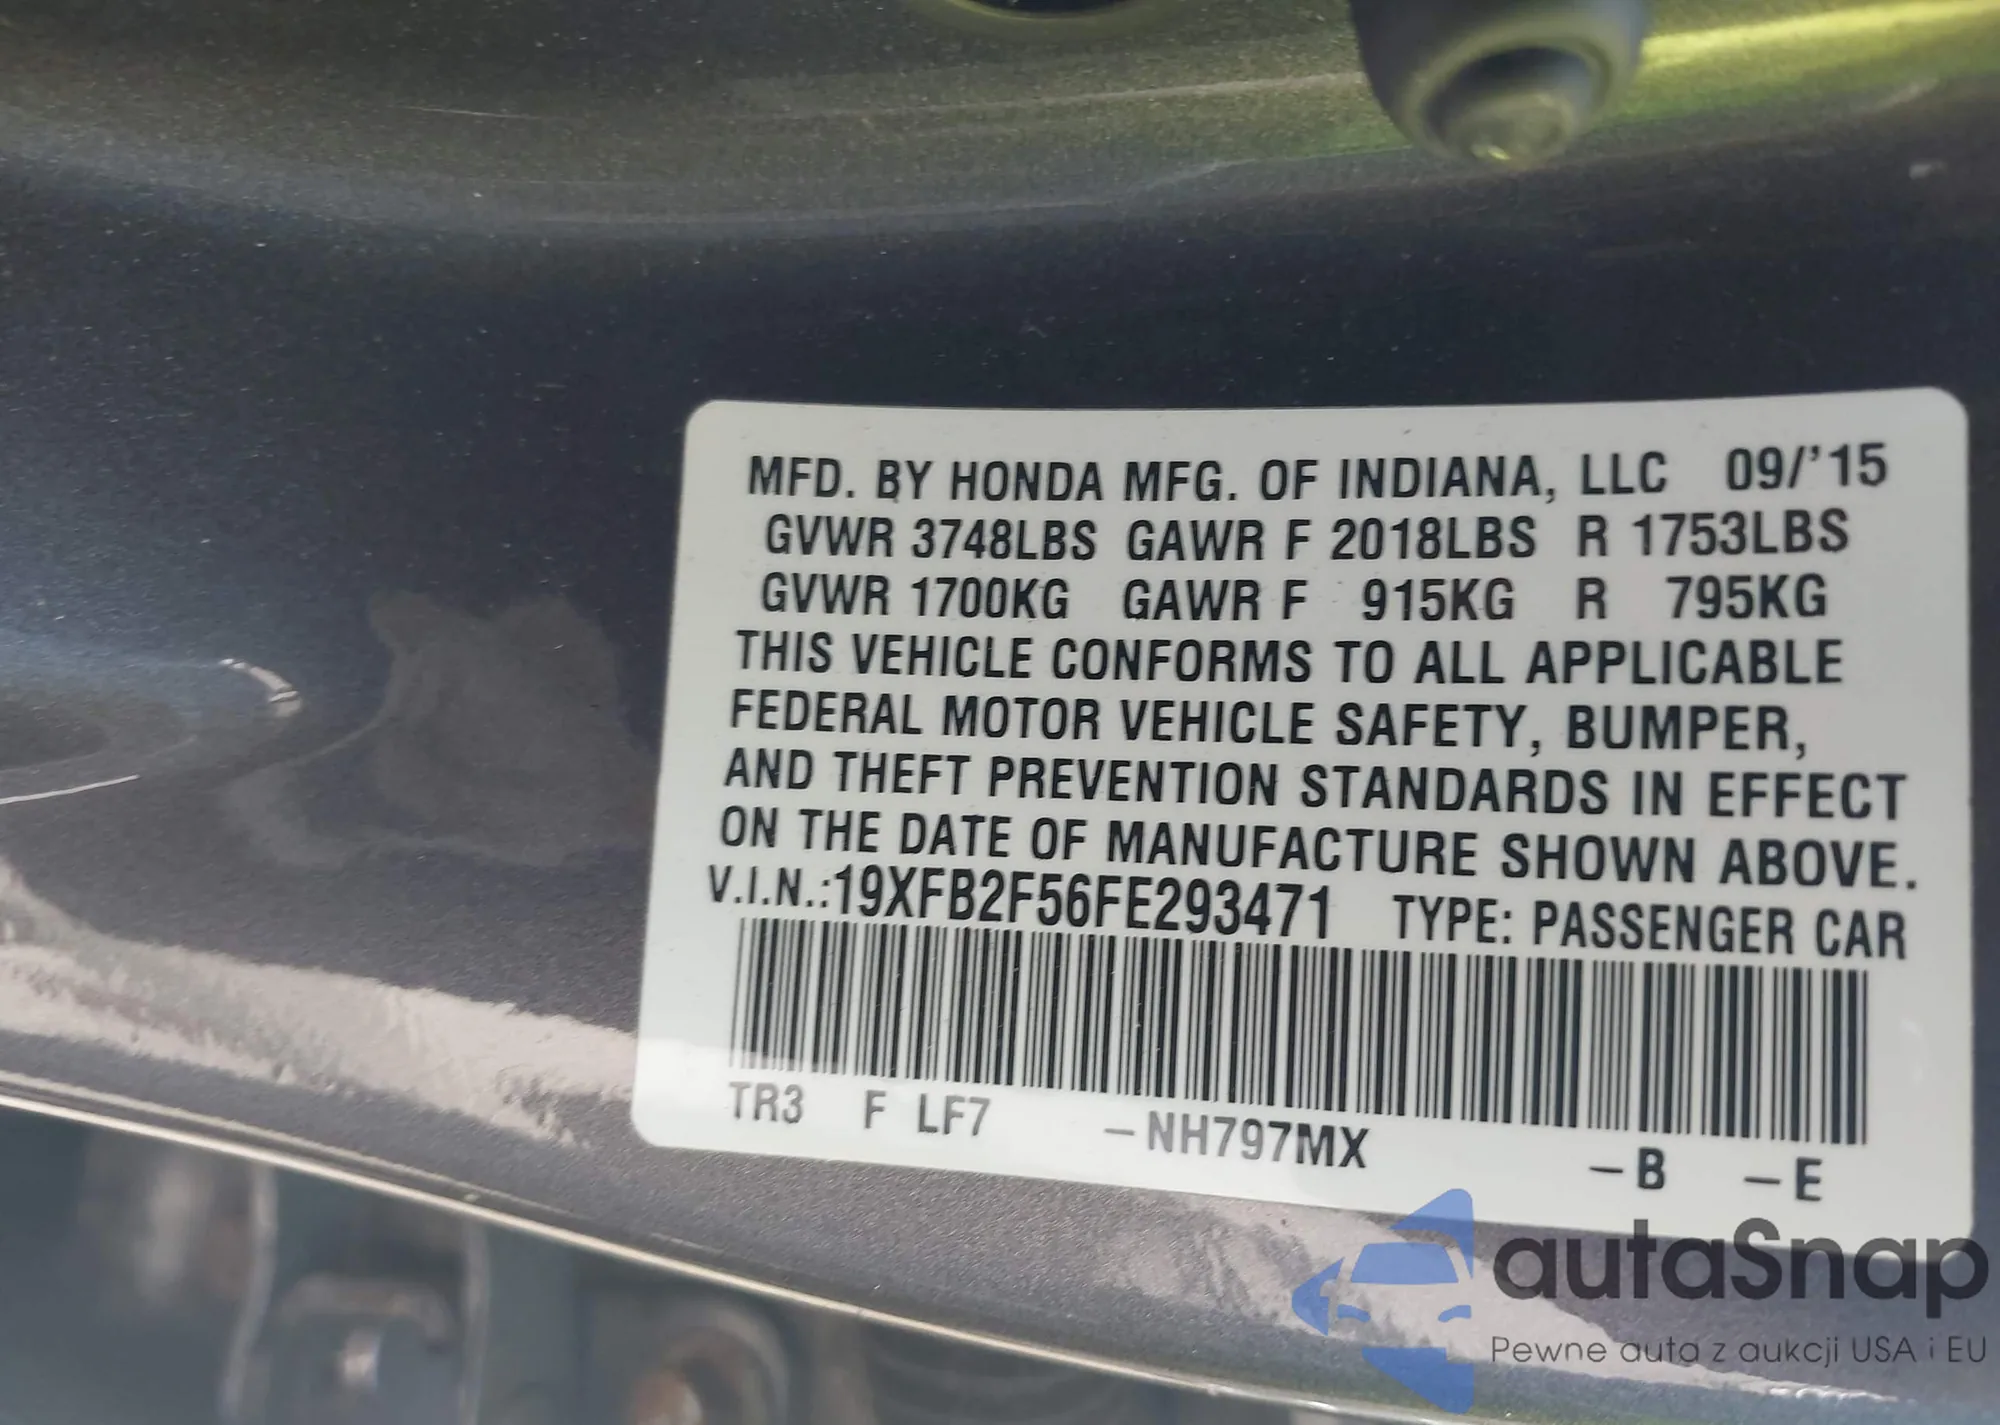 MFD. BY HONDA MFG. OF INDIANA, LLC 09/'15
GVWR 3748LBS GAWR F 2018LBS R 1753LBS
GVWR 1700KG GAWR F 915KG R 795KG
THIS VEHICLE CONFORMS TO ALL APPLICABLE
FEDERAL MOTOR VEHICLE SAFETY, BUMPER,
AND THEFT PREVENTION STANDARDS IN EFFECT
ON THE DATE OF MANUFACTURE SHOWN ABOVE.
V.I.N.:19XFB2F56FE293471 TYPE: PASSENGER CAR
TR3 F LF7 -NH797MX -B -E
autaSnap
Pewne auta z aukcji USA i EU